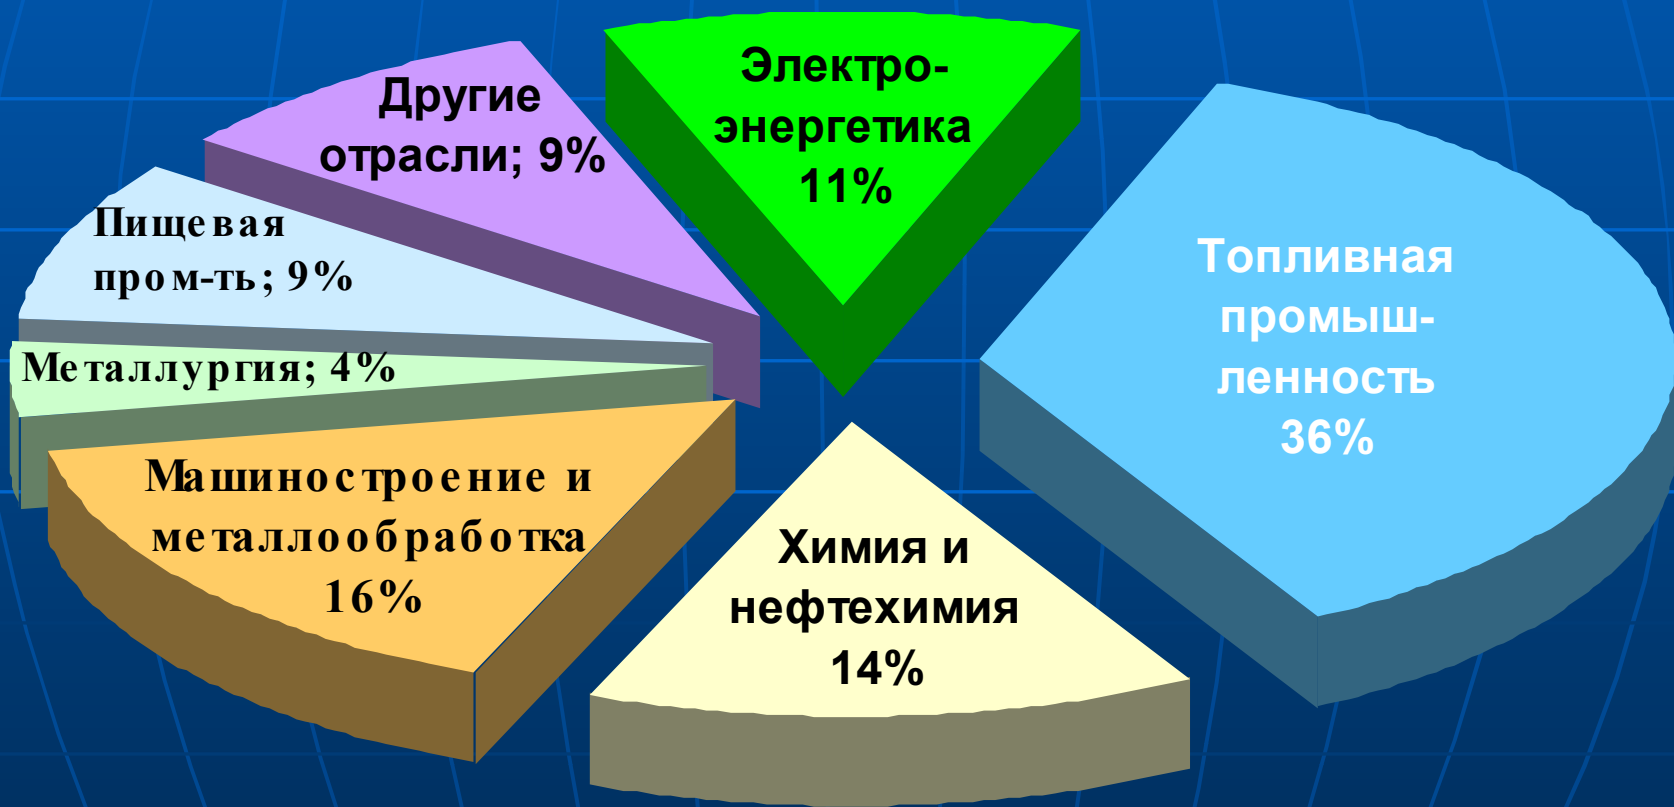 Электро-
энергетика
11%
Другие
отрасли; 9%
Пищевая
пром-ть; 9%
Металлургия; 4%
Машиностроение и
металлообработка
16%
Химия и
нефтехимия
14%
Топливная
промыш-
ленность
36%